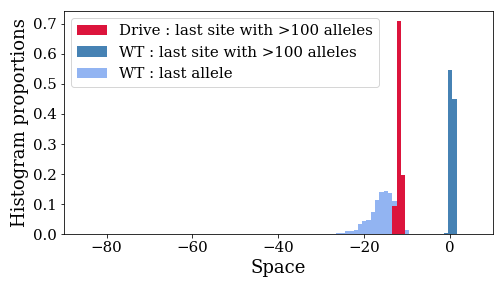 Histogram proportions
0.7
0.6
0.5
0.4
0.3
0.2
0.1
0.0
Drive : last site with >100 alleles
WT : last site with >100 alleles
WT : last allele
−80 −60 −40 −20 0
Space